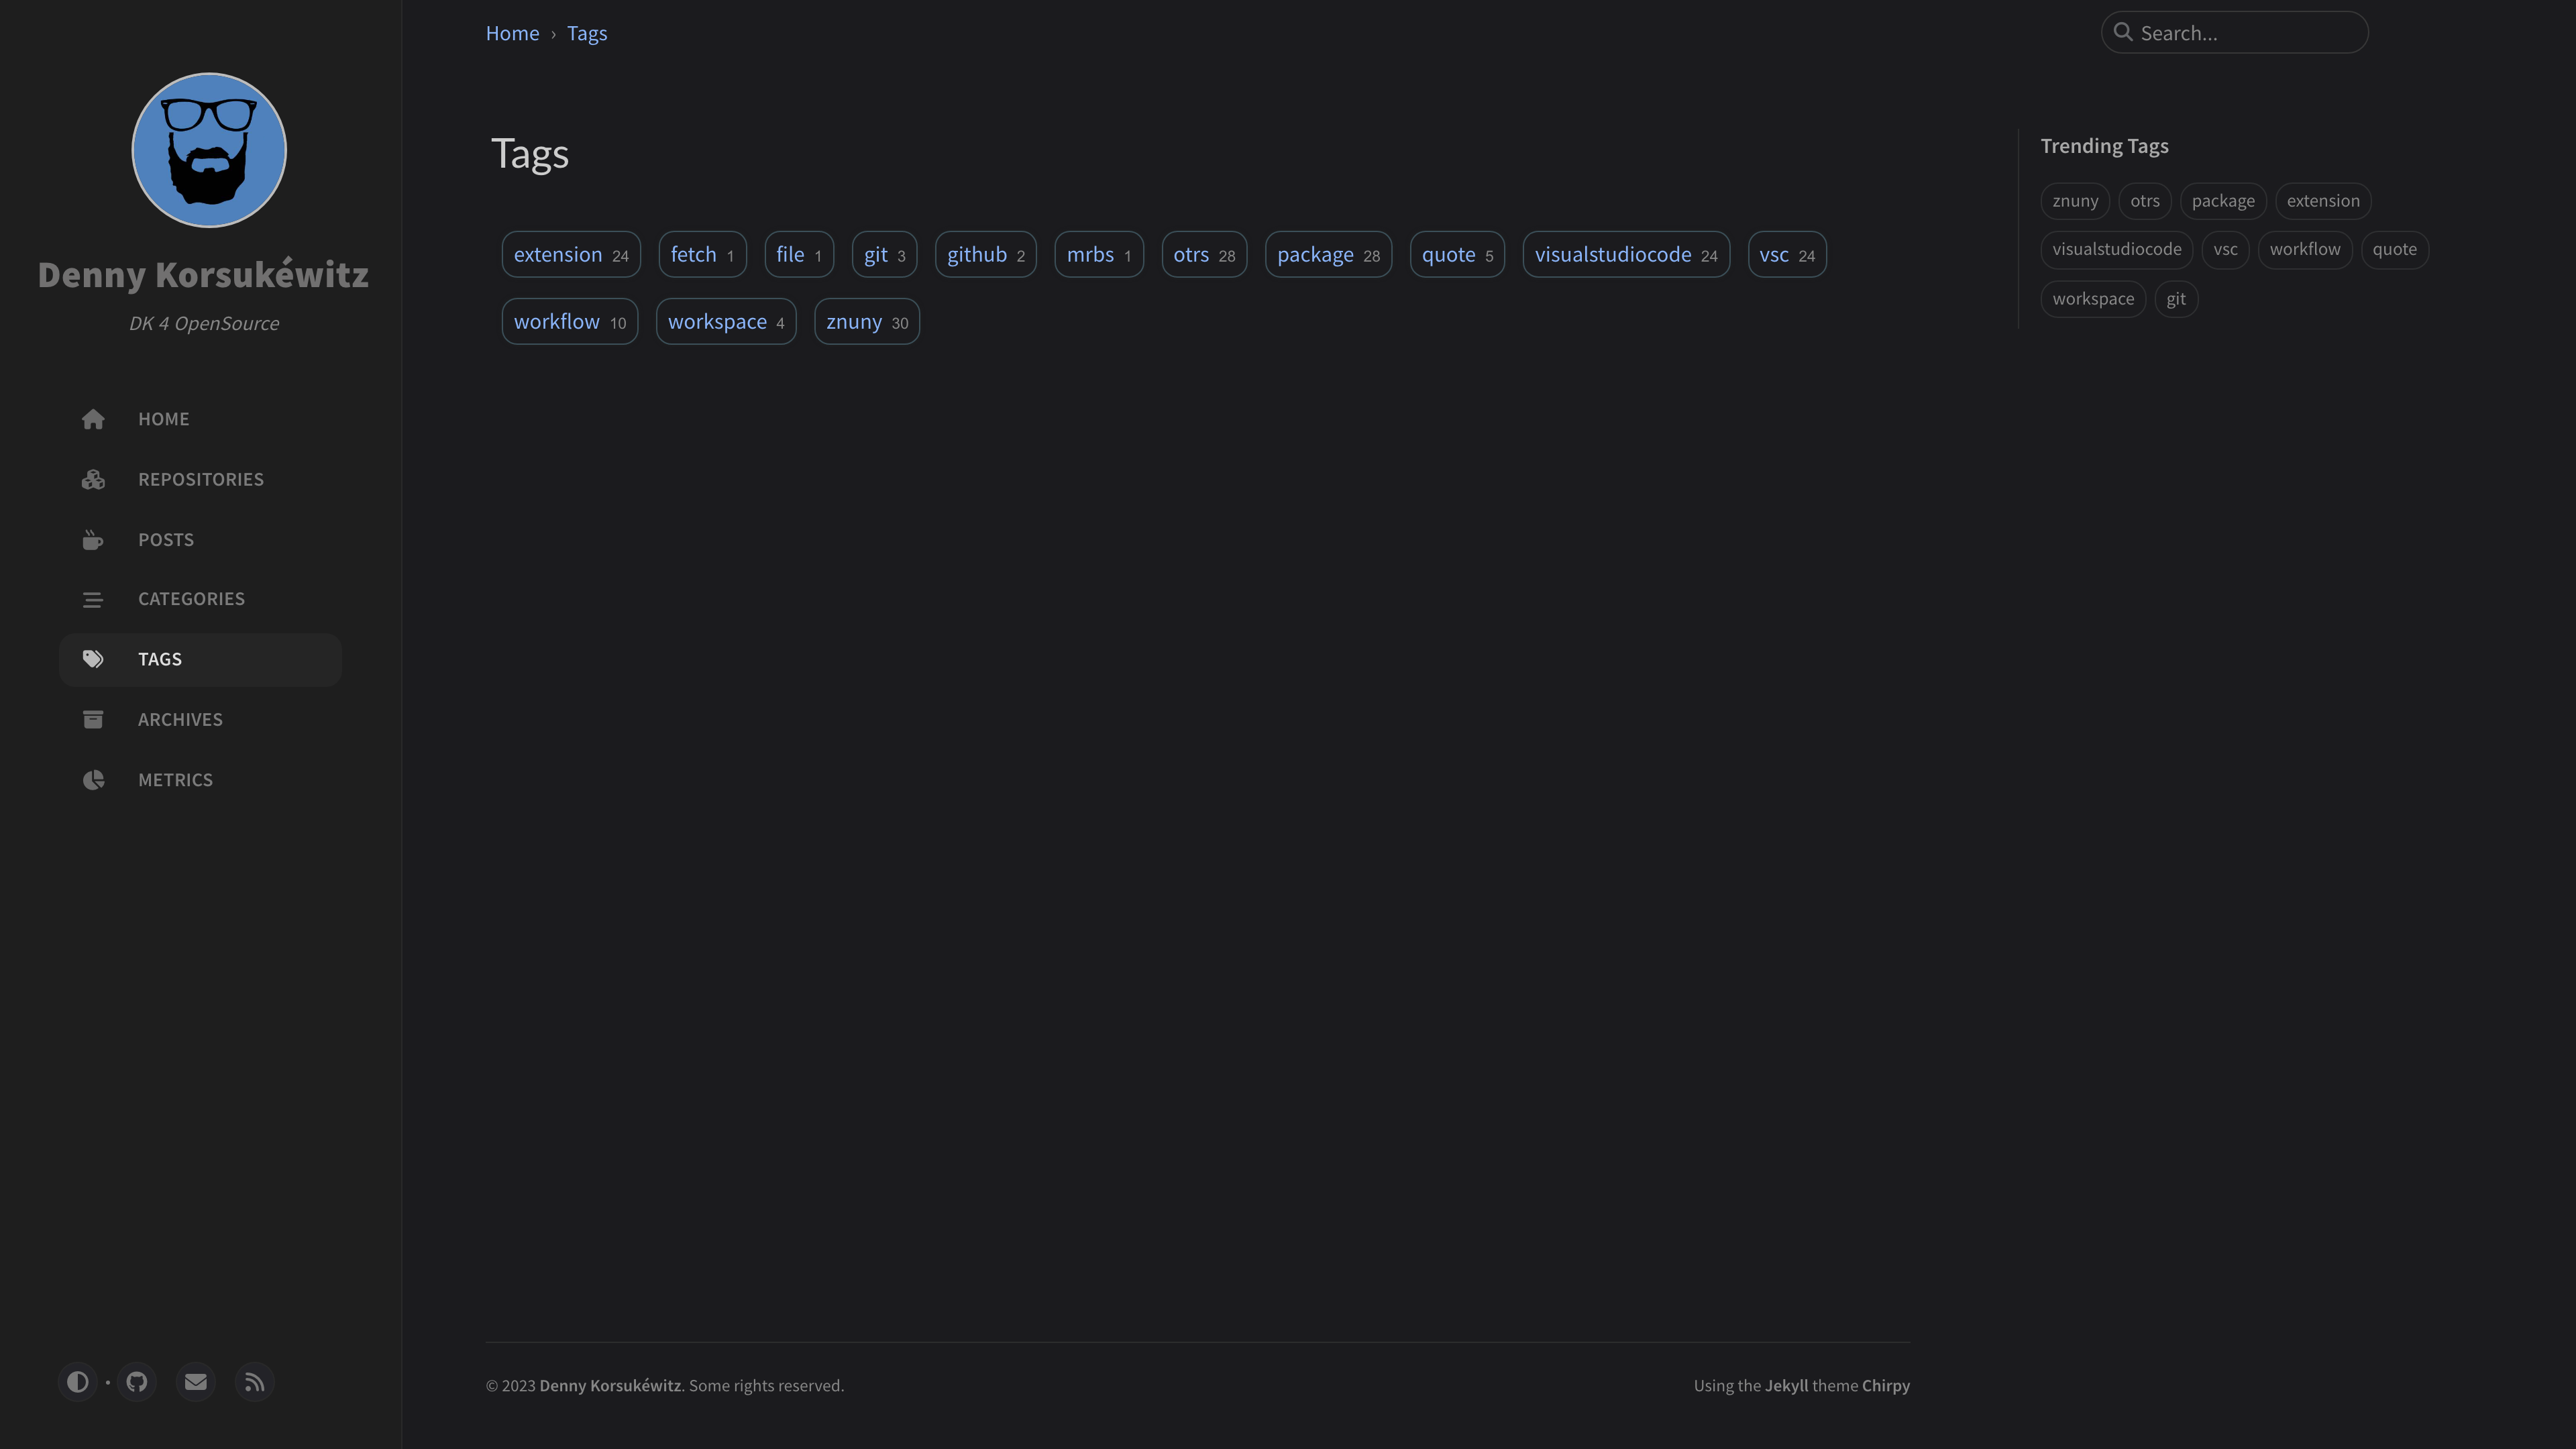 Denny Korsukéwitz
DK 4 OpenSource
HOME
REPOSITORIES
POSTS
CATEGORIES
TAGS
ARCHIVES
METRICS
Home › Tags
Search...
Tags
extension 24 fetch 1 file 1 git 3 github 2 mrbs 1 otrs 28 package 28 quote 5 visualstudiocode 24 vsc 24
workflow 10 workspace 4 znuny 30
Trending Tags
znuny otrs package extension
visualstudiocode vsc workflow quote
workspace git
© 2023 Denny Korsukéwitz. Some rights reserved.
Using the Jekyll theme Chirpy